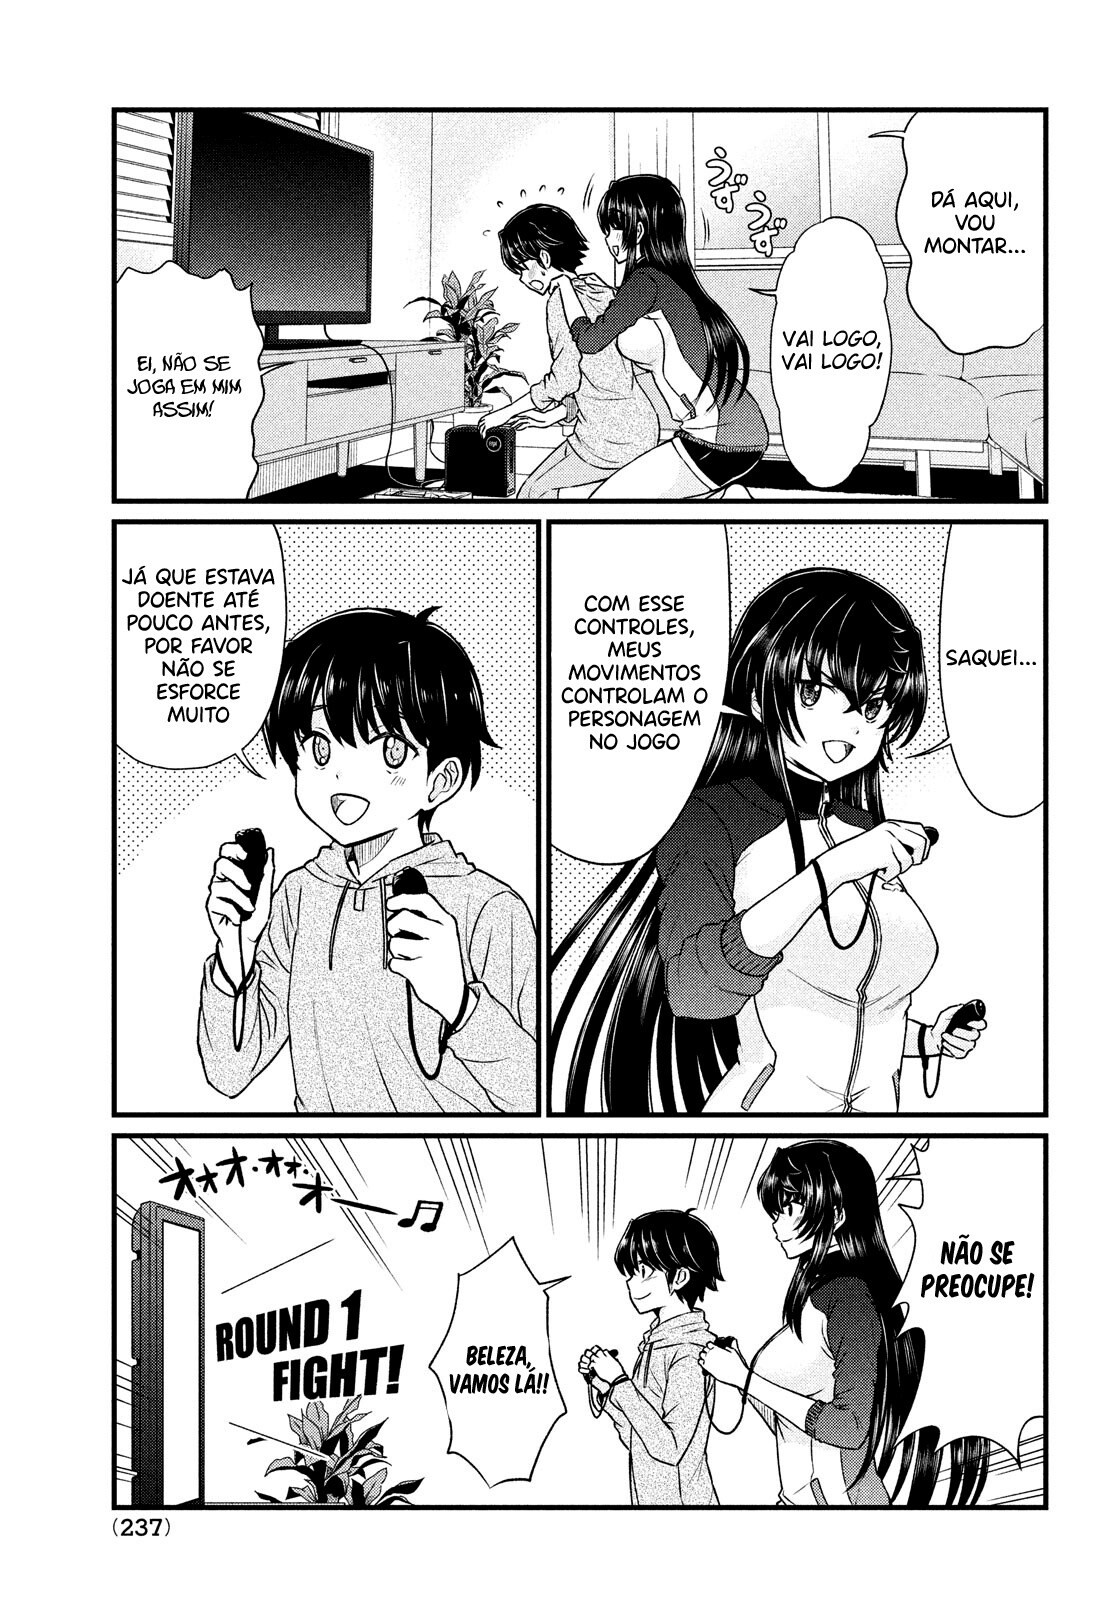 DÁ AQUI,
VOU
MONTAR...
うず
うず
VAI LOGO,
VAI LOGO!
EI, NÃO SE
JOGA EM MIM
ASSIM!
SAQUEI...
COM ESSE
CONTROLES,
MEUS
MOVIMENTOS
CONTROLAM O
PERSONAGEM
NO JOGO
JÁ QUE ESTAVA
DOENTE ATÉ
POUCO ANTES,
POR FAVOR
NÃO SE
ESFORCE
MUITO
NÃO SE
PREOCUPE!
BELEZA,
VAMOS LÁ!!
オオオ・オオ・
オー♫
ROUND 1
FIGHT!
(237)